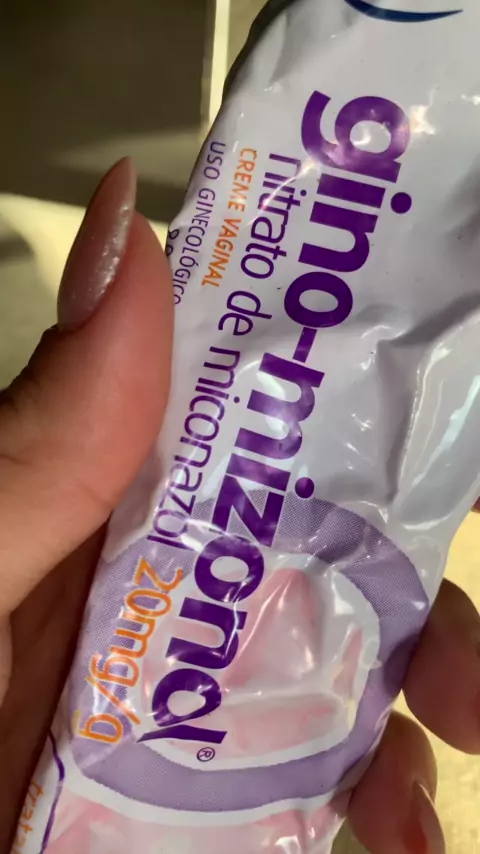 gino-mizonol®
nitrato de miconazol 20mg/g
CREME VAGINAL
USO GINECOLÓGICO